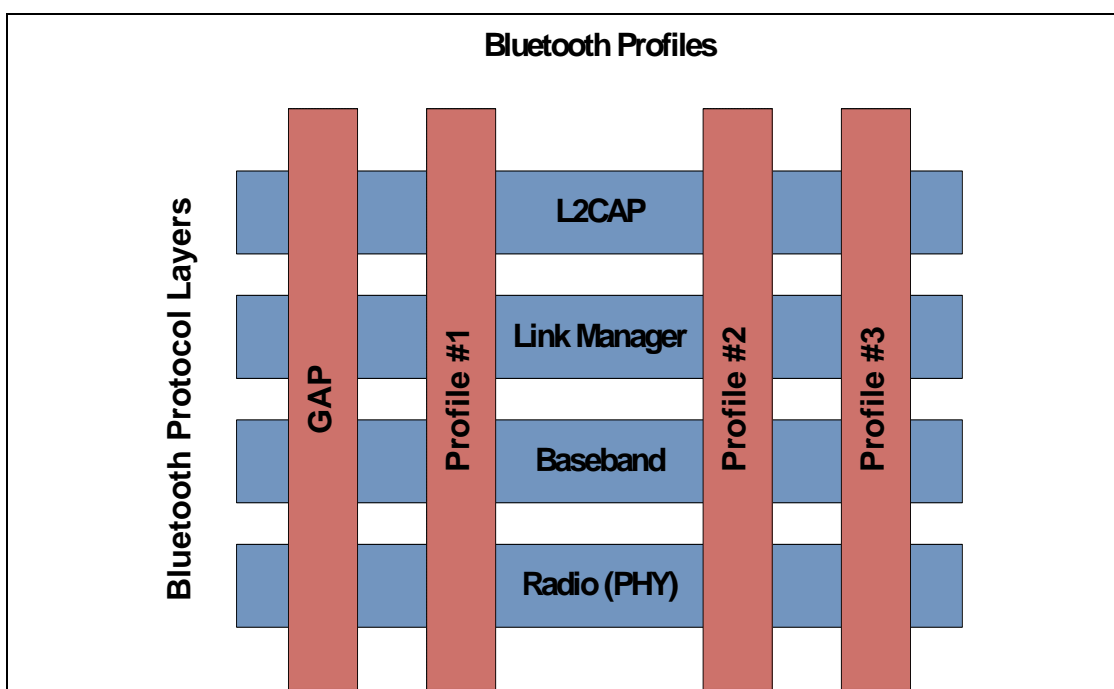 Bluetooth Profiles
Bluetooth Protocol Layers
GAP
Profile #1
Profile #2
Profile #3
L2CAP
Link Manager
Baseband
Radio (PHY)